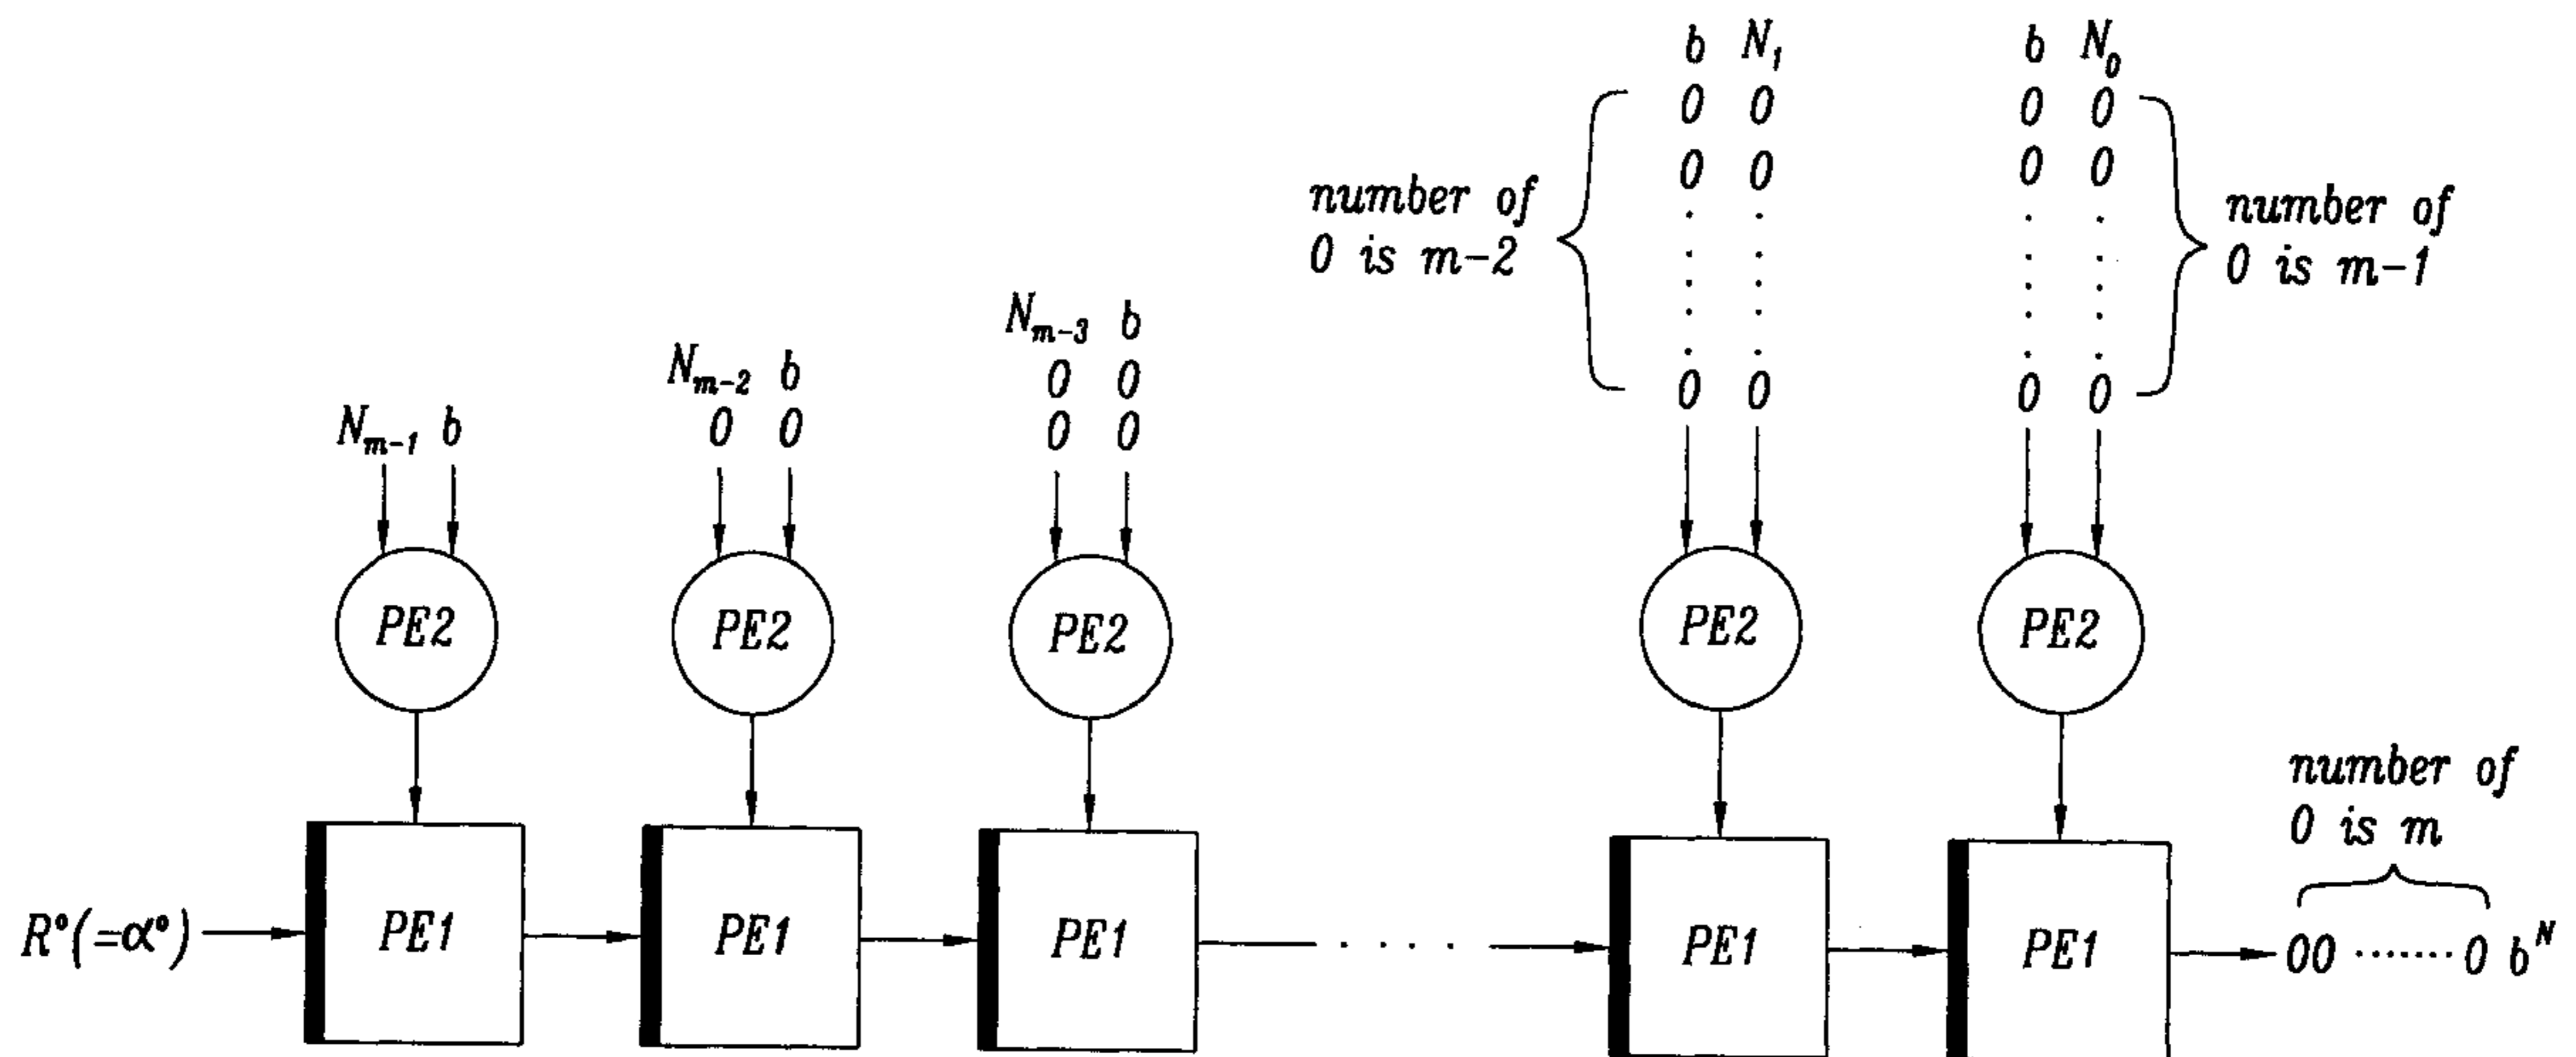 b N₁ b N₀
0 0 0 0
0 0 0 0
. . . .
number of
0 is m-2
number of
0 is m-1
. . . .
. . . .
. . . .
. . . .
0 0 0 0
Nₘ₋₃ b
0 0
0 0
Nₘ₋₂ b
0 0
Nₘ₋₁ b
PE2 PE2 PE2 PE2 PE2
number of
0 is m
R°(=α°) PE1 PE1 PE1 . . . . PE1 PE1 00 ·······0 bᴺ